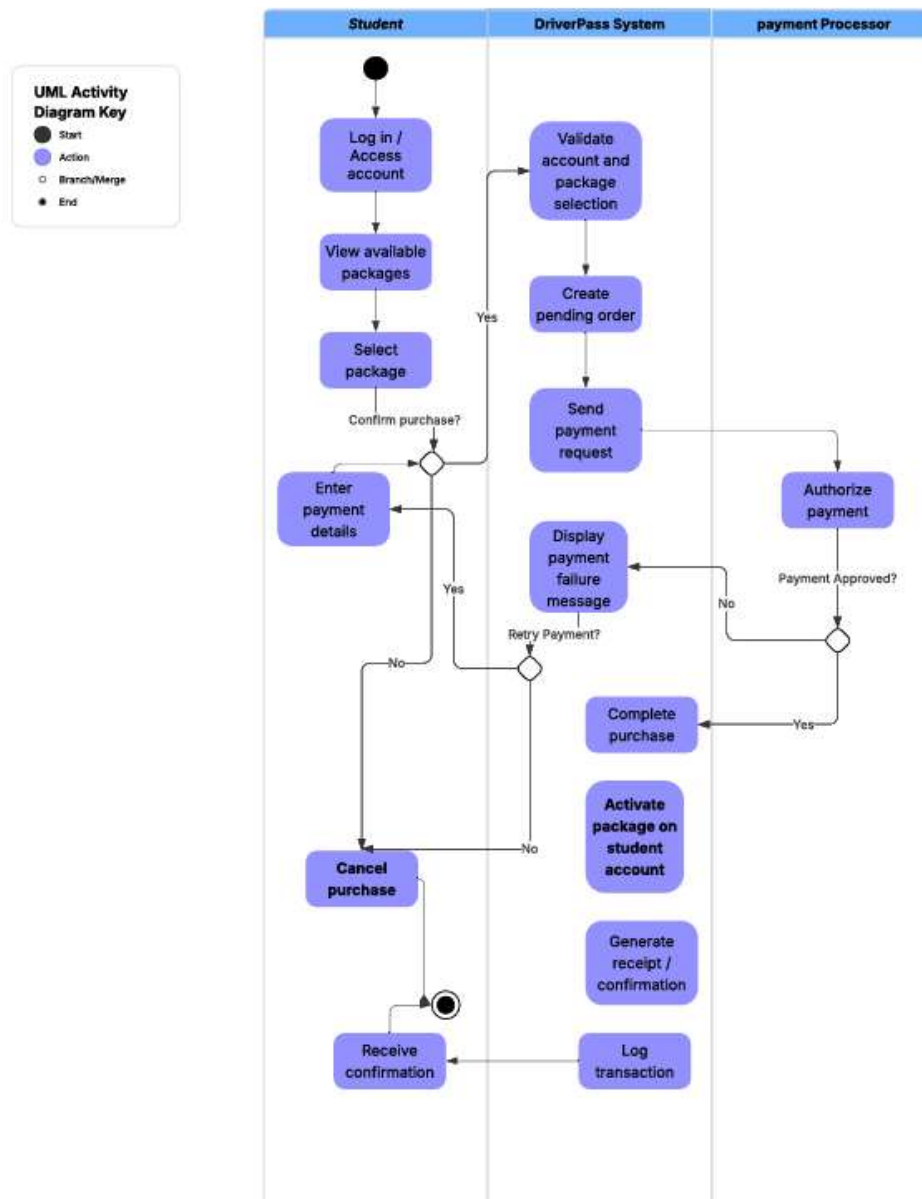 Student
DriverPass System
payment Processor
UML Activity
Diagram Key
Start
Action
Branch/Merge
End
Log in /
Access
account
Validate
account and
package
selection
View available
packages
Create
pending order
Yes
Select
package
Send
payment
request
Confirm purchase?
Enter
payment
details
Authorize
payment
Display
payment
failure
message
Payment Approved?
Yes
No
Retry Payment?
No
Complete
purchase
Yes
Activate
package on
student
account
No
Cancel
purchase
Generate
receipt /
confirmation
Receive
confirmation
Log
transaction